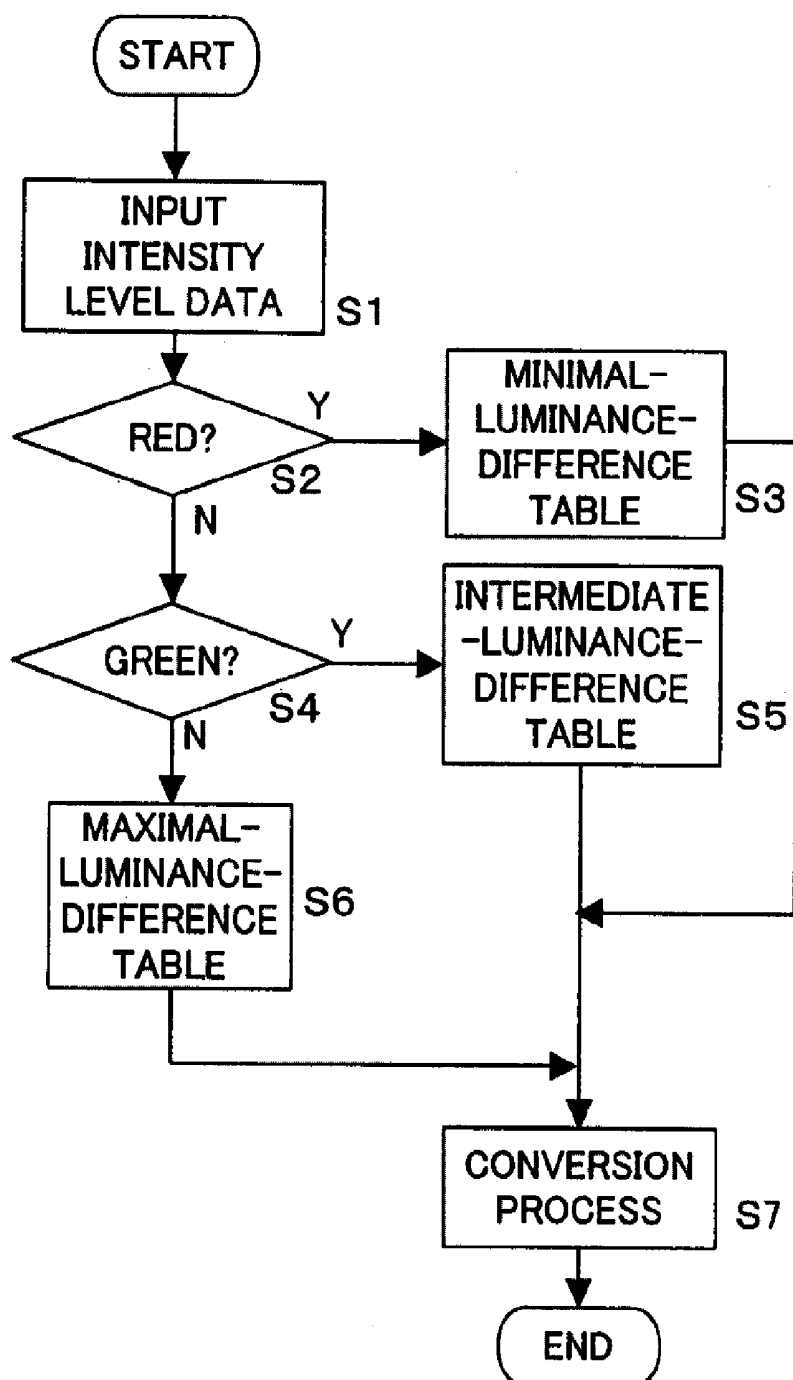 START
INPUT
INTENSITY
LEVEL DATA
S1
RED?
S2
Y
N
MINIMAL-
LUMINANCE-
DIFFERENCE
TABLE
S3
GREEN?
S4
Y
N
INTERMEDIATE
-LUMINANCE-
DIFFERENCE
TABLE
S5
MAXIMAL-
LUMINANCE-
DIFFERENCE
TABLE
S6
CONVERSION
PROCESS
S7
END